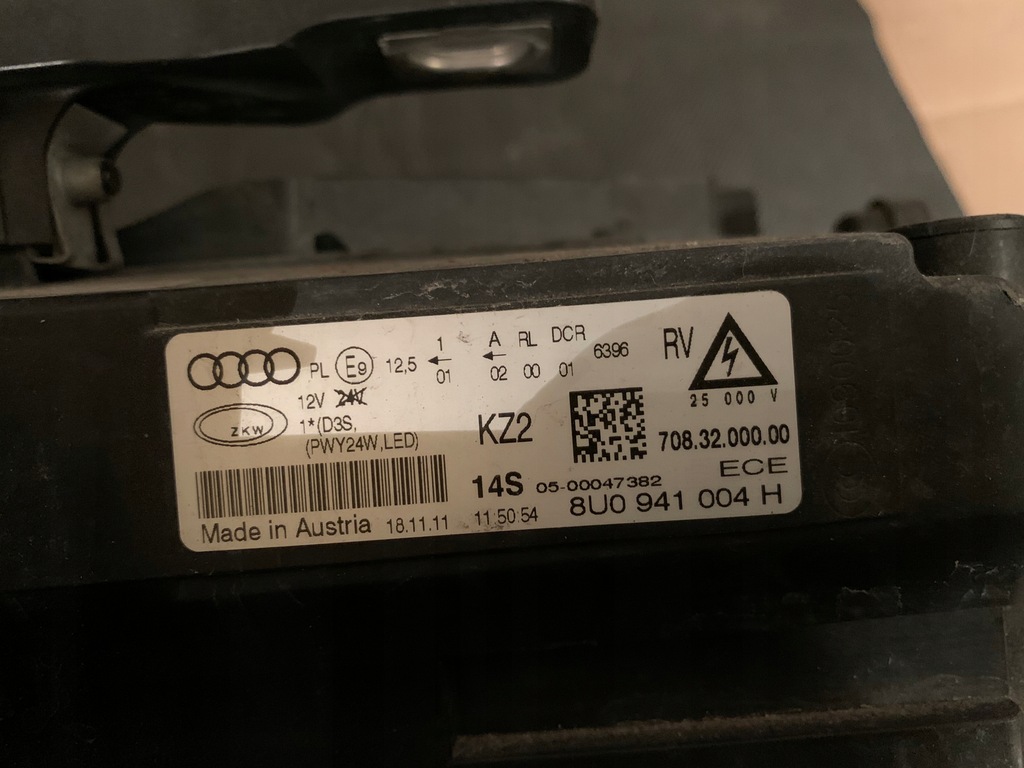 PL E9 12,5 ← 1 01 ← A 02 RL 00 DCR 01 6396 RV
12V 24V
25 000 V
ZKW
1*(D3S,
(PWY24W,LED)
KZ2
708.32.000.00
ECE
14S 05-00047382
8U0 941 004 H
Made in Austria 18.11.11 11:50:54